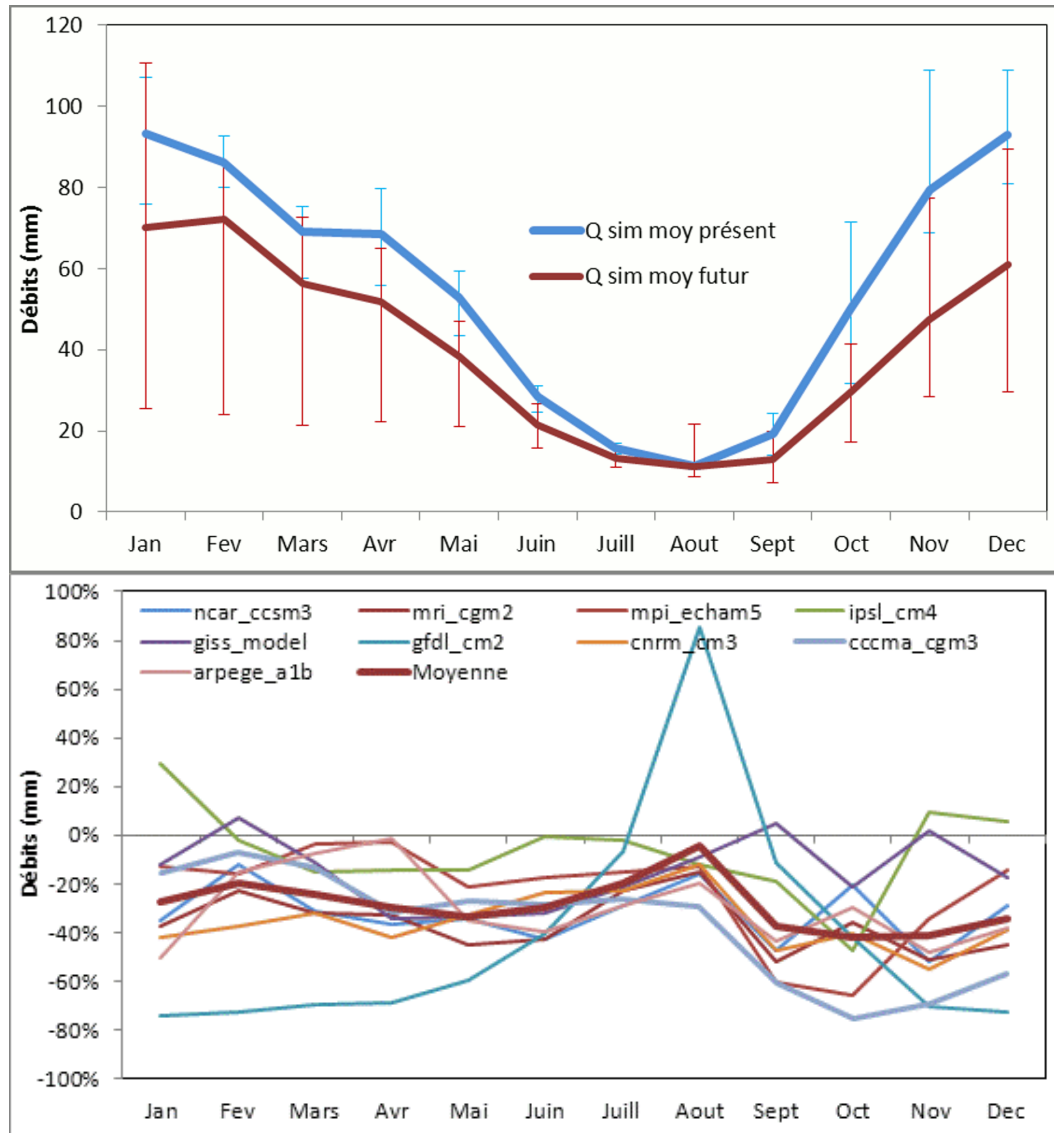 120
100
80
60
40
20
0
Débits (mm)
Q sim moy présent
Q sim moy futur
Jan Fev Mars Avr Mai Juin Juill Aout Sept Oct Nov Dec
100%
80%
60%
40%
20%
0%
-20%
-40%
-60%
-80%
-100%
Débits (mm)
ncar_ccsm3 mri_cgm2 mpi_echam5 ipsl_cm4
giss_model gfdl_cm2 cnrm_cm3 cccma_cgm3
arpege_a1b Moyenne
Jan Fev Mars Avr Mai Juin Juill Aout Sept Oct Nov Dec